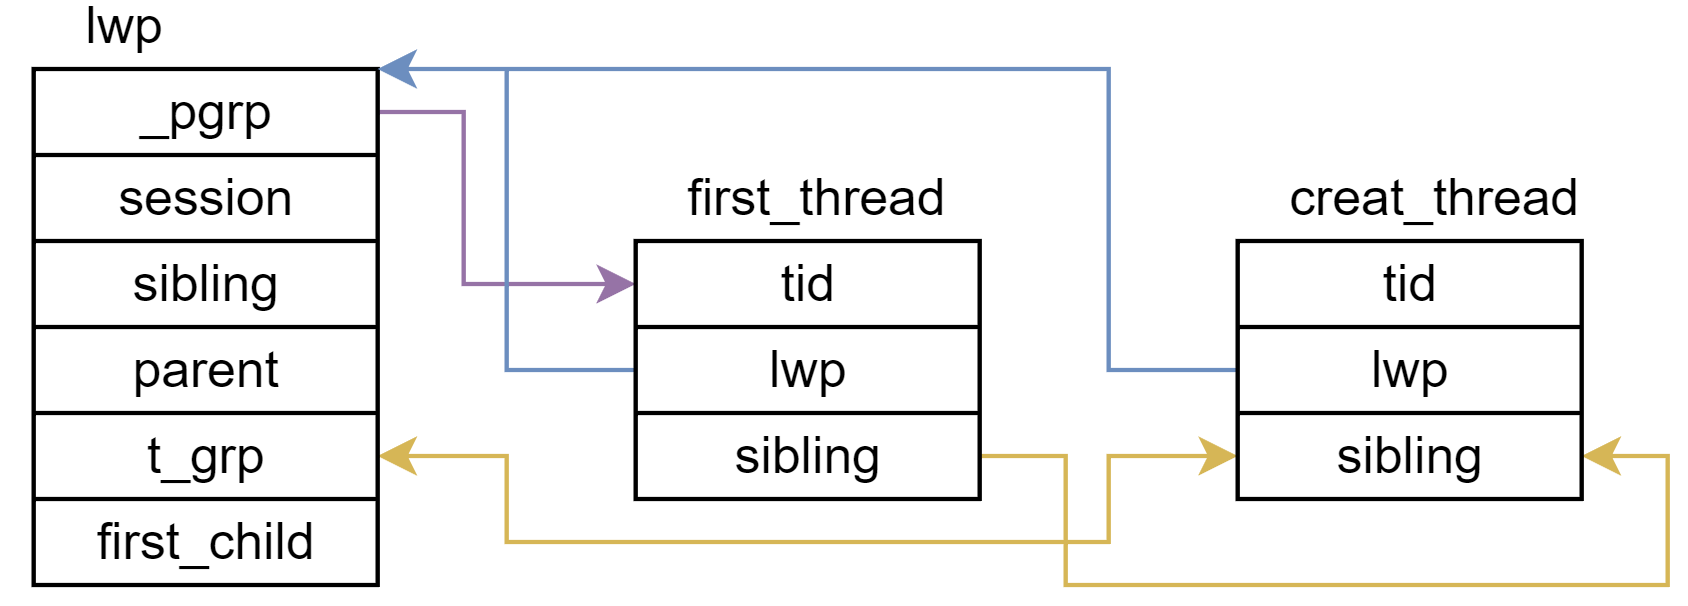 lwp
_pgrp
session
sibling
parent
t_grp
first_child
first_thread
tid
lwp
sibling
creat_thread
tid
lwp
sibling